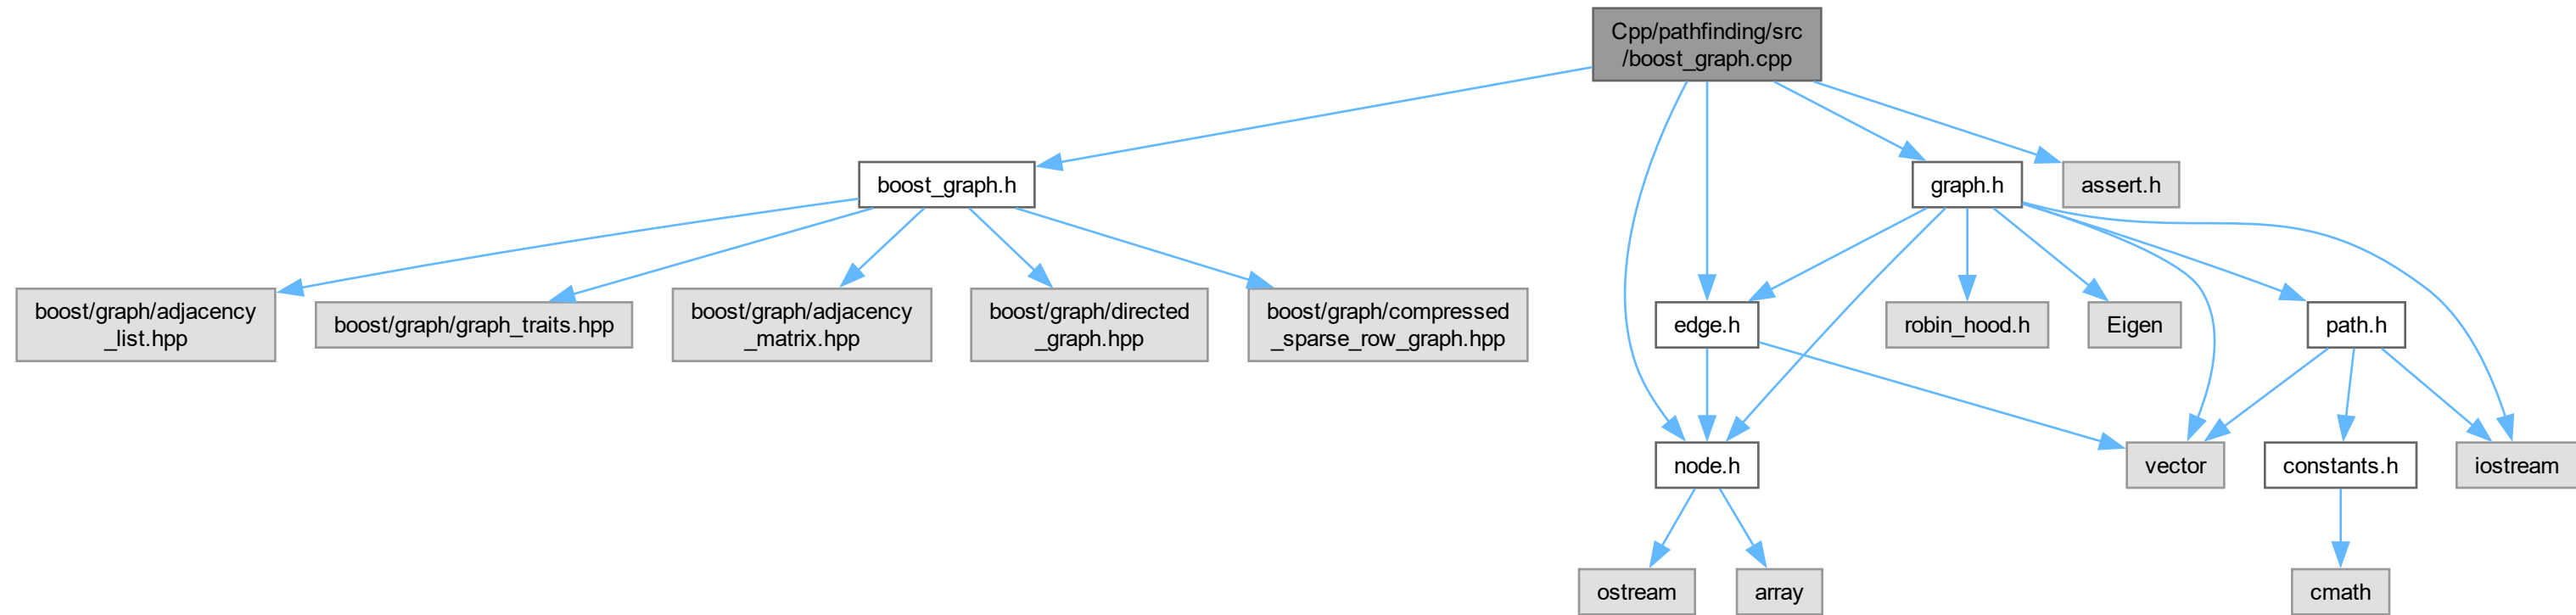 Cpp/pathfinding/src
/boost_graph.cpp
boost_graph.h
graph.h
assert.h
boost/graph/adjacency
_list.hpp
boost/graph/graph_traits.hpp
boost/graph/adjacency
_matrix.hpp
boost/graph/directed
_graph.hpp
boost/graph/compressed
_sparse_row_graph.hpp
edge.h
robin_hood.h
Eigen
path.h
node.h
vector
constants.h
iostream
ostream
array
cmath